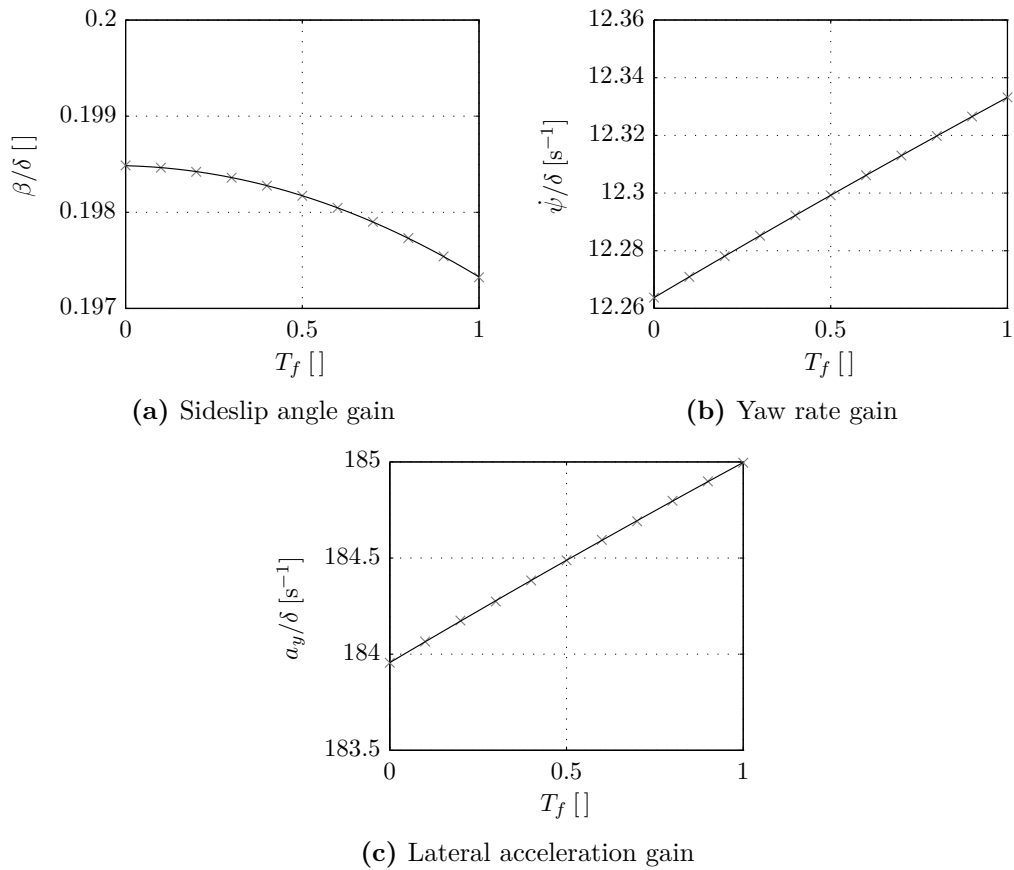 0.2
0.199
0.198
0.197
β/δ [ ]
0
0.5
1
T_f [ ]
(a) Sideslip angle gain
12.36
12.34
12.32
12.3
12.28
12.26
ψ̇/δ [s⁻¹]
0
0.5
1
T_f [ ]
(b) Yaw rate gain
185
184.5
184
183.5
a_y/δ [s⁻¹]
0
0.5
1
T_f [ ]
(c) Lateral acceleration gain